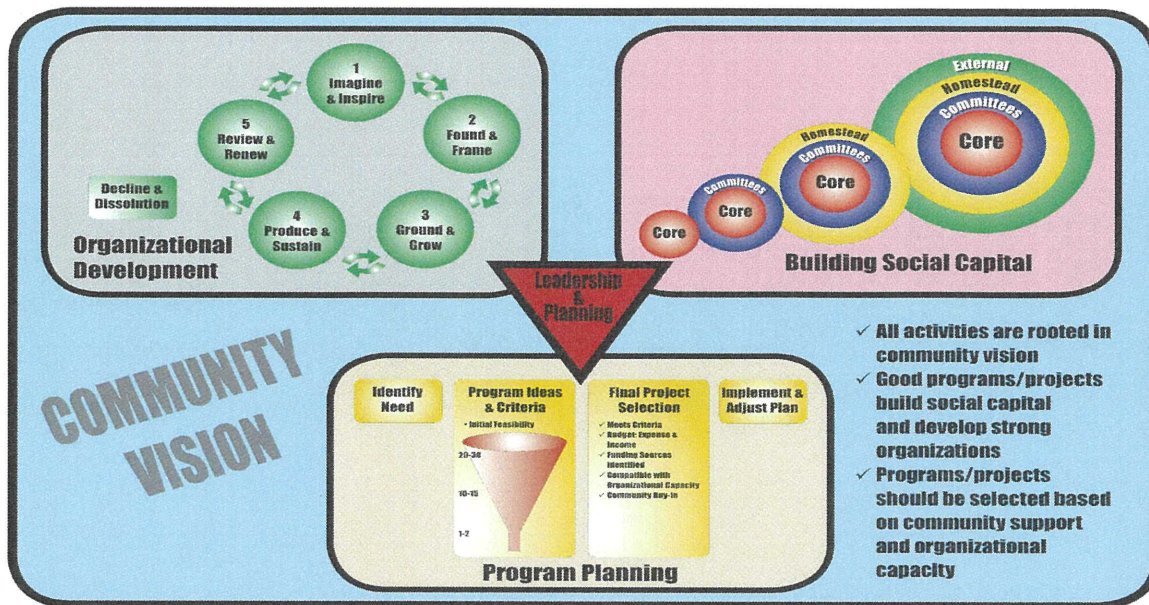 1
Imagine
& Inspire
2
Found &
Frame
3
Ground &
Grow
4
Produce &
Sustain
5
Review &
Renew
Decline &
Dissolution
Organizational
Development
External
Homestead
Committees
Core
Homestead
Committees
Core
Committees
Core
Core
Building Social Capital
Leadership
&
Planning
COMMUNITY
VISION
Identify
Need
Program Ideas
& Criteria
• Initial Feasibility
20-30
10-15
1-2
Final Project
Selection
✓ Meets Criteria
✓ Budget: Expense &
Income
✓ Funding Sources
Identified
✓ Compatible with
Organizational Capacity
✓ Community Buy-In
Implement &
Adjust Plan
Program Planning
✓ All activities are rooted in
community vision
✓ Good programs/projects
build social capital
and develop strong
organizations
✓ Programs/projects
should be selected based
on community support
and organizational
capacity